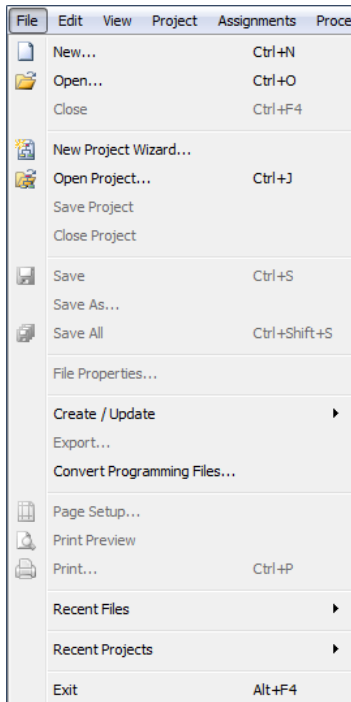 File Edit View Project Assignments Proce
New... Ctrl+N
Open... Ctrl+O
Close Ctrl+F4
New Project Wizard...
Open Project... Ctrl+J
Save Project
Close Project
Save Ctrl+S
Save As...
Save All Ctrl+Shift+S
File Properties...
Create / Update
Export...
Convert Programming Files...
Page Setup...
Print Preview
Print... Ctrl+P
Recent Files
Recent Projects
Exit Alt+F4